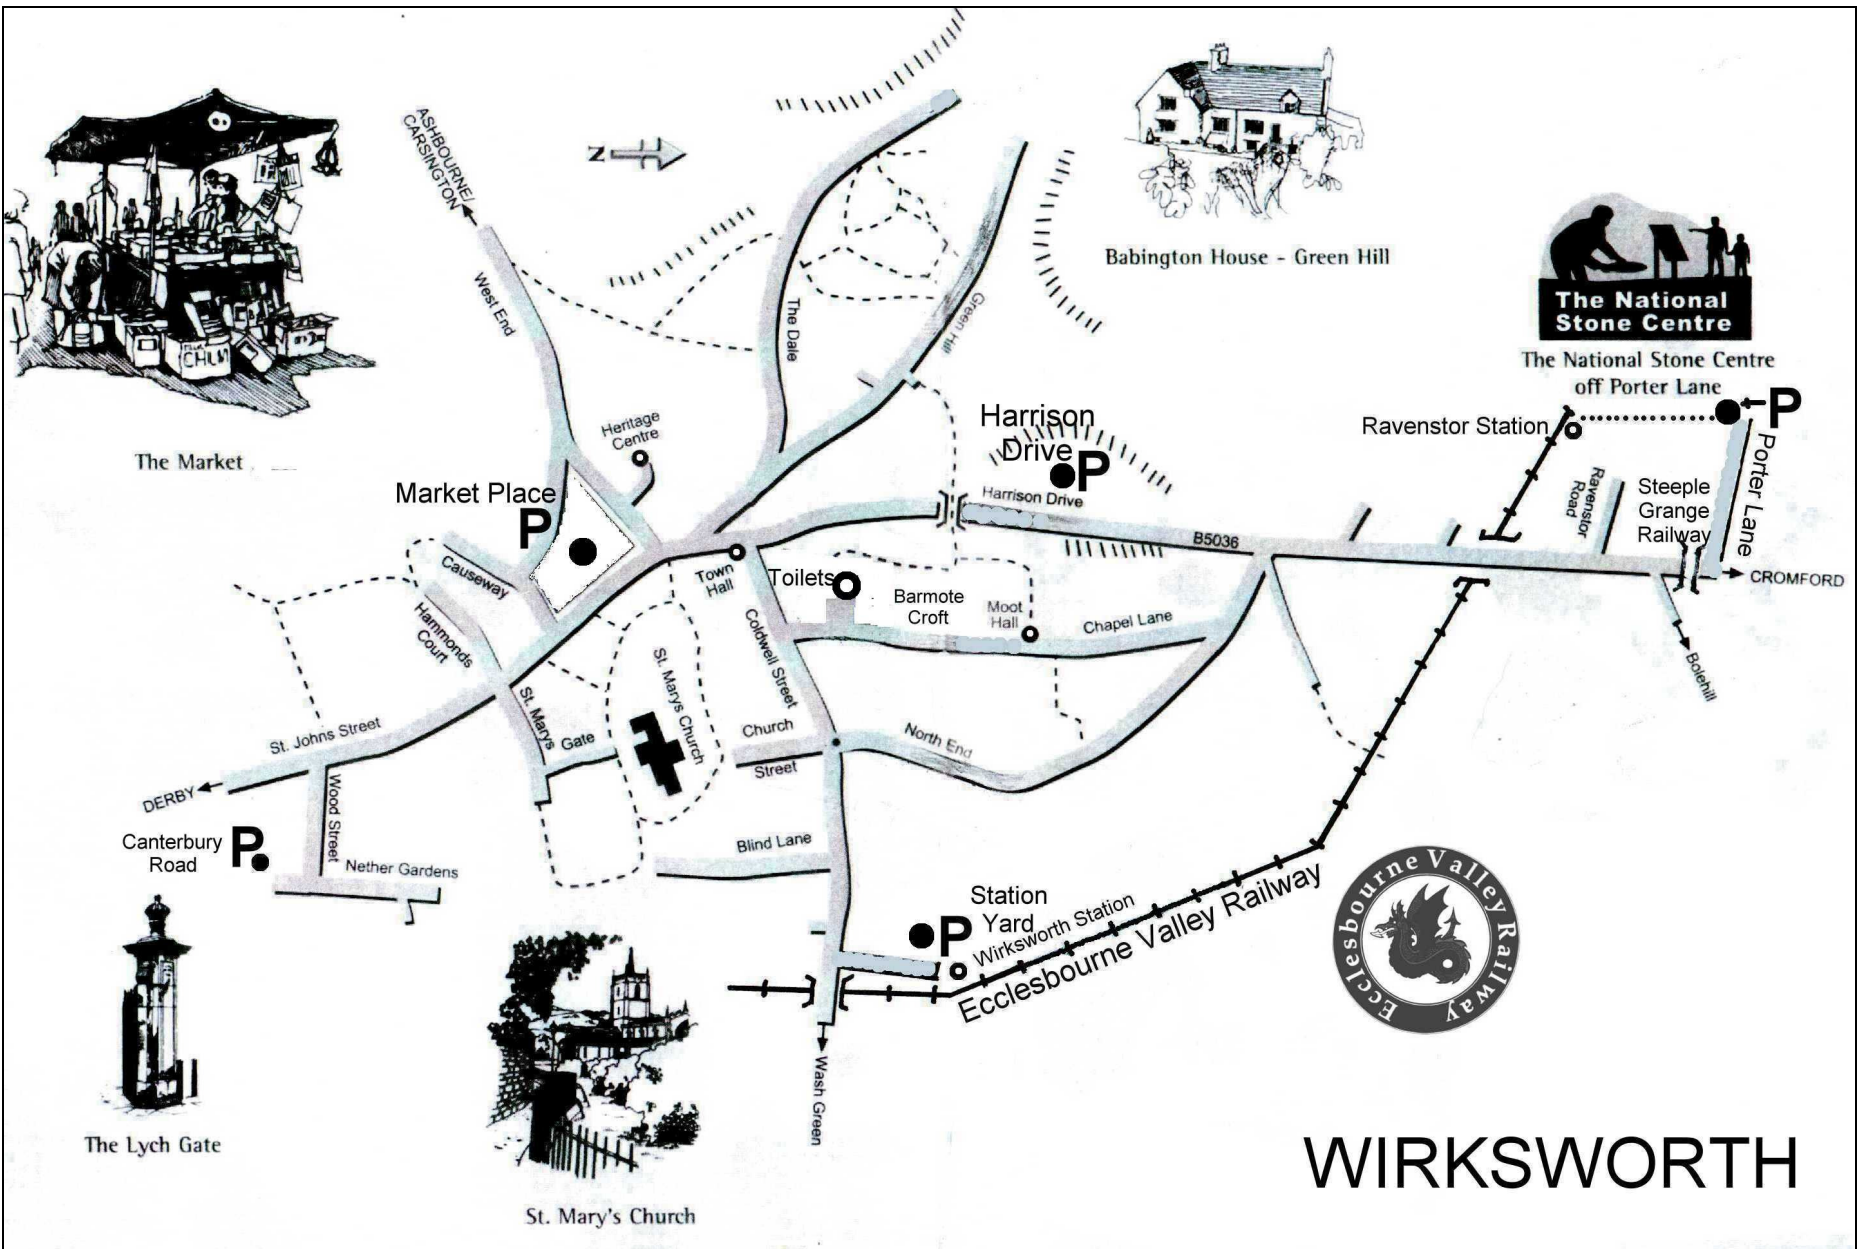 ASHBOURNE/
CARSINGTON
N
The Market
CHUM
West End
The Dale
Green Hill
Babington House - Green Hill
The National
Stone Centre
The National Stone Centre
off Porter Lane
P
Ravenstor Station
Porter Lane
Ravenstor
Road
Steeple
Grange
Railway
Harrison
Drive
P
Harrison Drive
B5036
CROMFORD
Bolehill
Heritage
Centre
Market Place
P
Causeway
Hammonds
Court
Town
Hall
Toilets
Barmote
Croft
Moot
Hall
Chapel Lane
Coldwell Street
St. Marys Church
St. Marys
Gate
Church
Street
North End
St. Johns Street
DERBY
Wood Street
Canterbury
Road
P
Nether Gardens
Blind Lane
Station
Yard
P
Wirksworth Station
Ecclesbourne Valley Railway
Ecclesbourne Valley Railway
Wash Green
The Lych Gate
St. Mary's Church
WIRKSWORTH